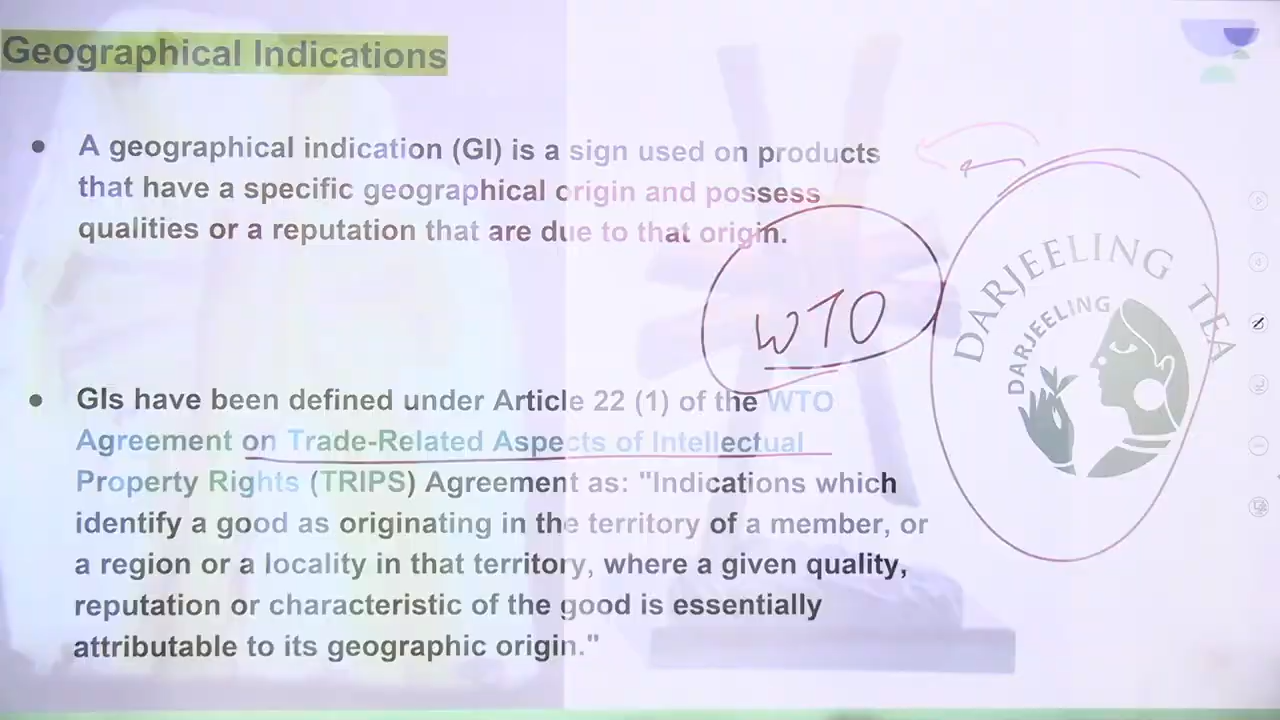 Geographical Indications
• A geographical indication (GI) is a sign used on products
that have a specific geographical origin and possess
qualities or a reputation that are due to that origin.
WTO
DARJEELING TEA
DARJEELING
• GIs have been defined under Article 22 (1) of the WTO
Agreement on Trade-Related Aspects of Intellectual
Property Rights (TRIPS) Agreement as: "Indications which
identify a good as originating in the territory of a member, or
a region or a locality in that territory, where a given quality,
reputation or characteristic of the good is essentially
attributable to its geographic origin."